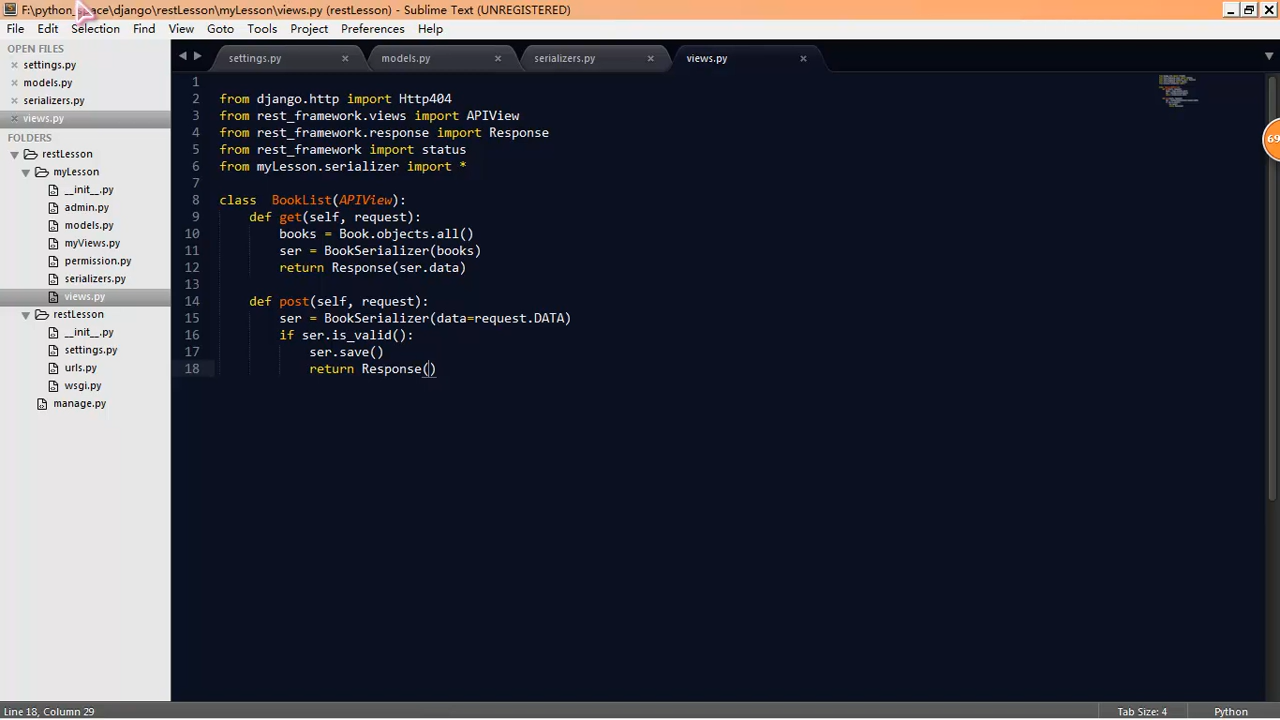 F:\python_space\django\restLesson\myLesson\views.py (restLesson) - Sublime Text (UNREGISTERED)
File Edit Selection Find View Goto Tools Project Preferences Help
OPEN FILES
settings.py
models.py
serializers.py
views.py
FOLDERS
restLesson
myLesson
__init__.py
admin.py
models.py
myViews.py
permission.py
serializers.py
views.py
restLesson
__init__.py
settings.py
urls.py
wsgi.py
manage.py
settings.py models.py serializers.py views.py
1
2 from django.http import Http404
3 from rest_framework.views import APIView
4 from rest_framework.response import Response
5 from rest_framework import status
6 from myLesson.serializer import *
7
8 class  BookList(APIView):
9     def get(self, request):
10         books = Book.objects.all()
11         ser = BookSerializer(books)
12         return Response(ser.data)
13
14     def post(self, request):
15         ser = BookSerializer(data=request.DATA)
16         if ser.is_valid():
17             ser.save()
18             return Response()
69
Line 18, Column 29 Tab Size: 4 Python